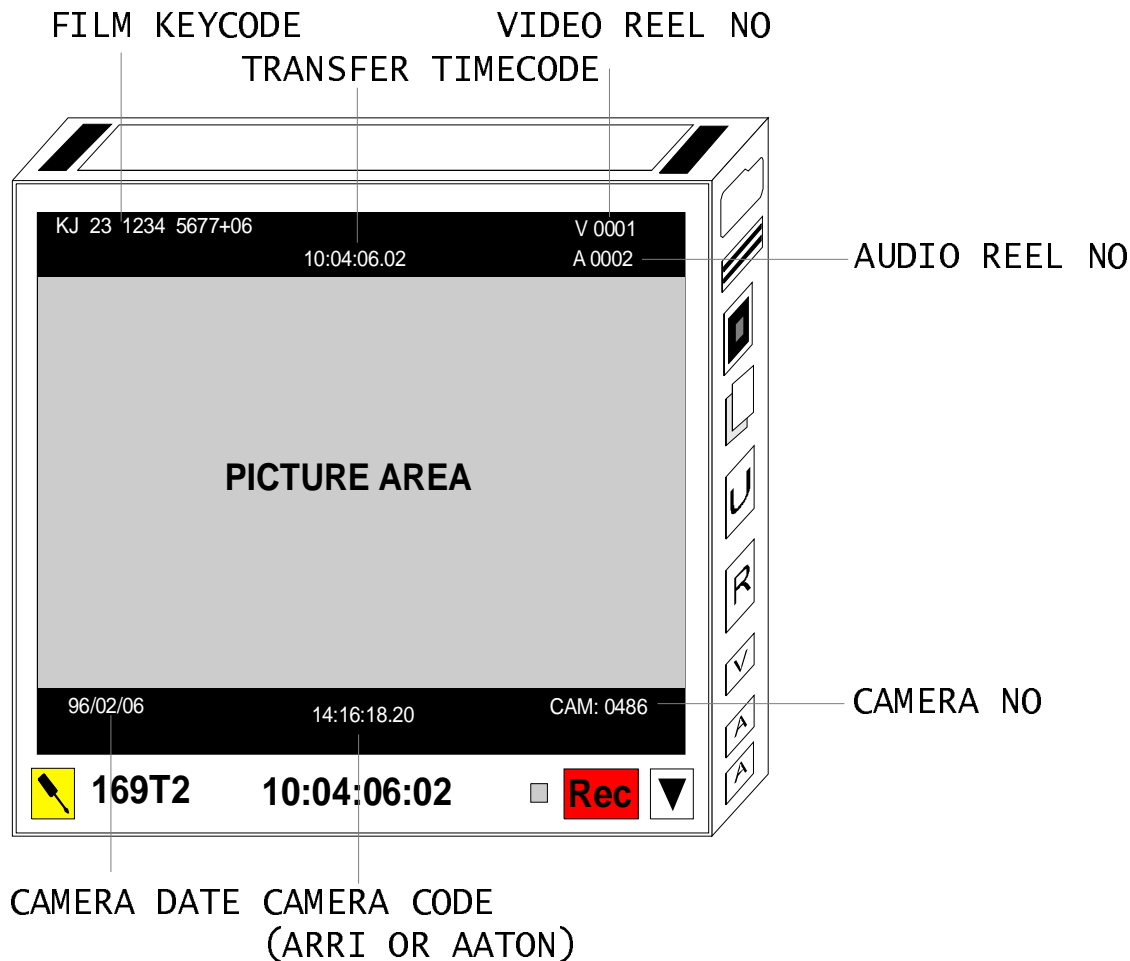 FILM KEYCODE
VIDEO REEL NO
TRANSFER TIMECODE
KJ 23 1234 5677+06
V 0001
10:04:06.02
A 0002
AUDIO REEL NO
PICTURE AREA
U
R
V
A
A
96/02/06
14:16:18.20
CAM: 0486
CAMERA NO
169T2
10:04:06:02
Rec
CAMERA DATE
CAMERA CODE
(ARRI OR AATON)